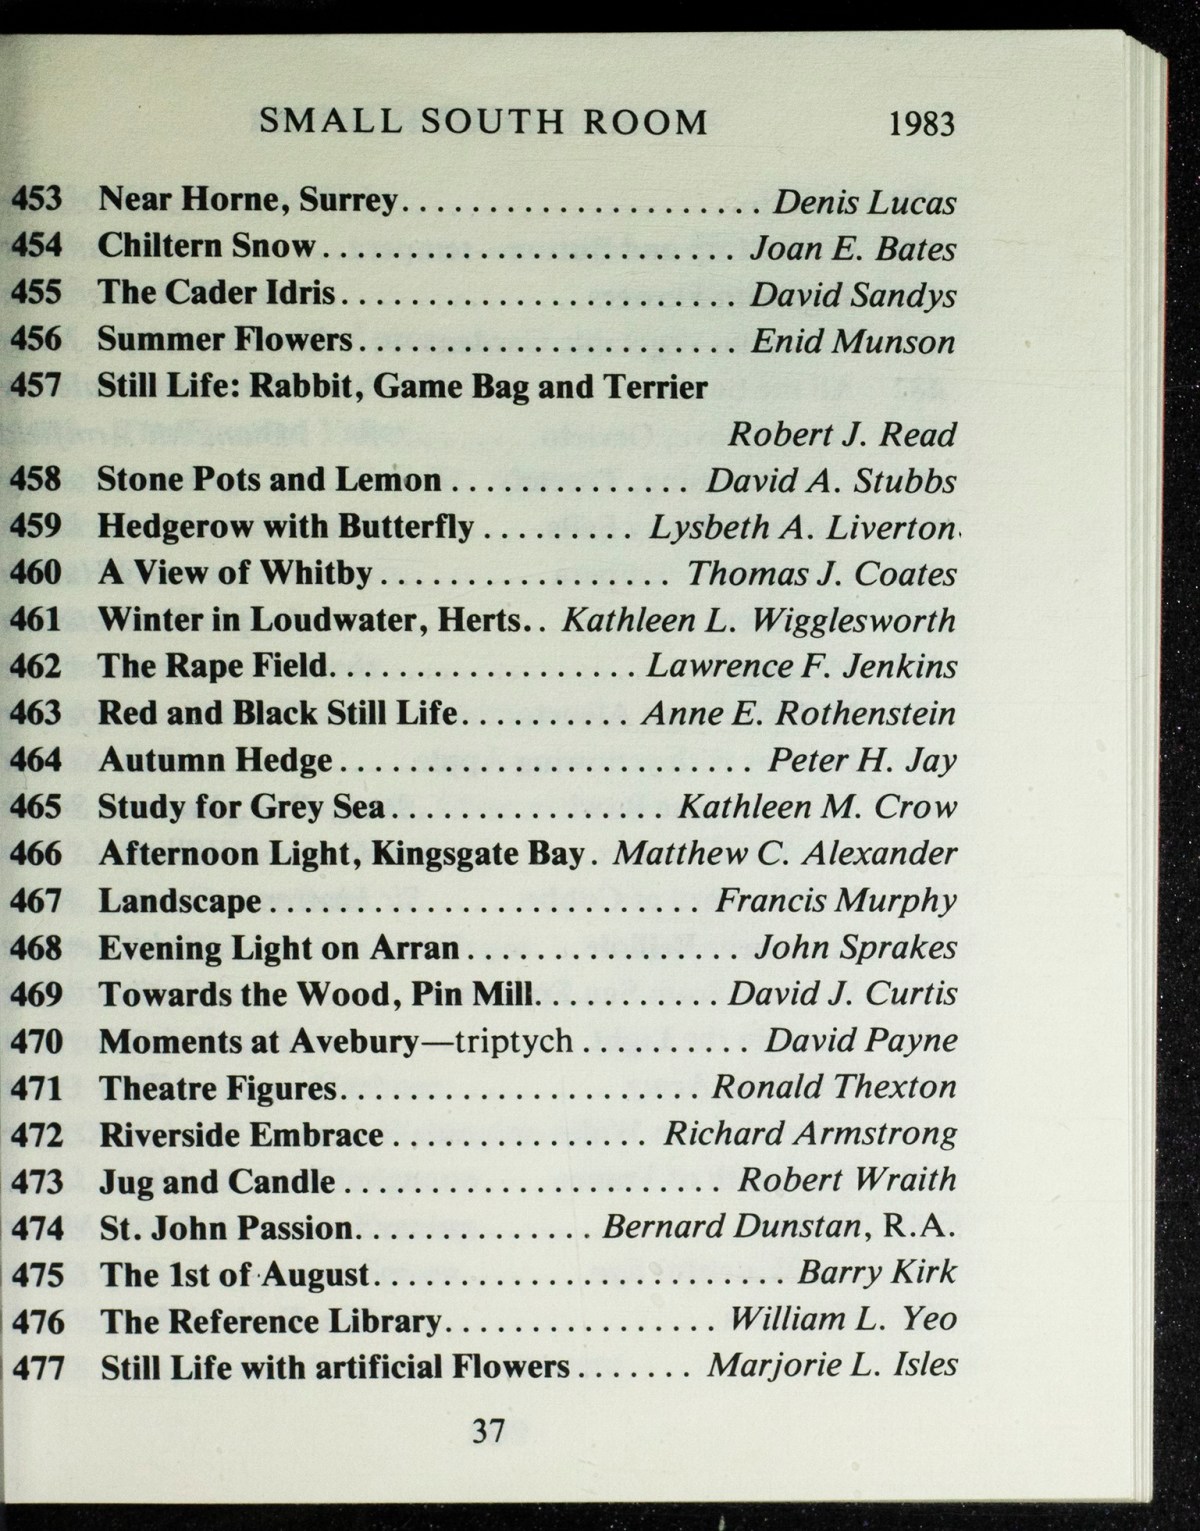 SMALL SOUTH ROOM 1983
453 Near Horne, Surrey...................... Denis Lucas
454 Chiltern Snow......................... Joan E. Bates
455 The Cader Idris........................ David Sandys
456 Summer Flowers....................... Enid Munson
457 Still Life: Rabbit, Game Bag and Terrier
Robert J. Read
458 Stone Pots and Lemon .............. David A. Stubbs
459 Hedgerow with Butterfly ......... Lysbeth A. Liverton
460 A View of Whitby.................. Thomas J. Coates
461 Winter in Loudwater, Herts.. Kathleen L. Wigglesworth
462 The Rape Field................... Lawrence F. Jenkins
463 Red and Black Still Life.......... Anne E. Rothenstein
464 Autumn Hedge......................... Peter H. Jay
465 Study for Grey Sea................. Kathleen M. Crow
466 Afternoon Light, Kingsgate Bay. Matthew C. Alexander
467 Landscape.......................... Francis Murphy
468 Evening Light on Arran ................ John Sprakes
469 Towards the Wood, Pin Mill........... David J. Curtis
470 Moments at Avebury—triptych .......... David Payne
471 Theatre Figures...................... Ronald Thexton
472 Riverside Embrace ............... Richard Armstrong
473 Jug and Candle ....................... Robert Wraith
474 St. John Passion.............. Bernard Dunstan, R.A.
475 The 1st of August......................... Barry Kirk
476 The Reference Library................. William L. Yeo
477 Still Life with artificial Flowers ....... Marjorie L. Isles
37